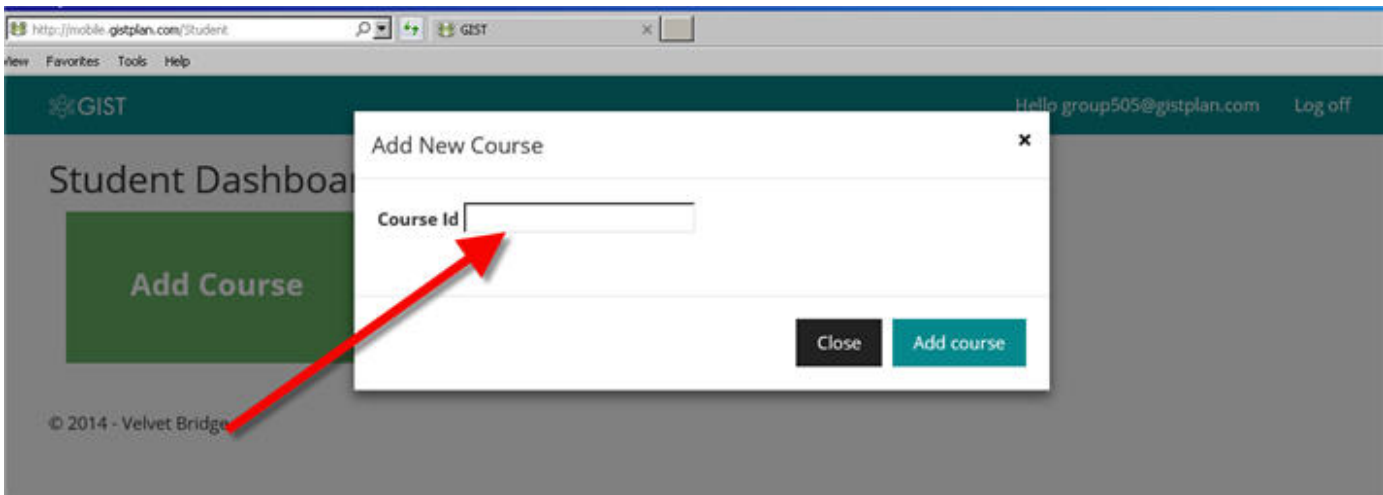 http://mobile.gistplan.com/Student GIST
View Favorites Tools Help
GIST Hello group505@gistplan.com Log off
Add New Course
Student Dashboa
Course Id
Add Course
Close Add course
© 2014 - Velvet Bridge